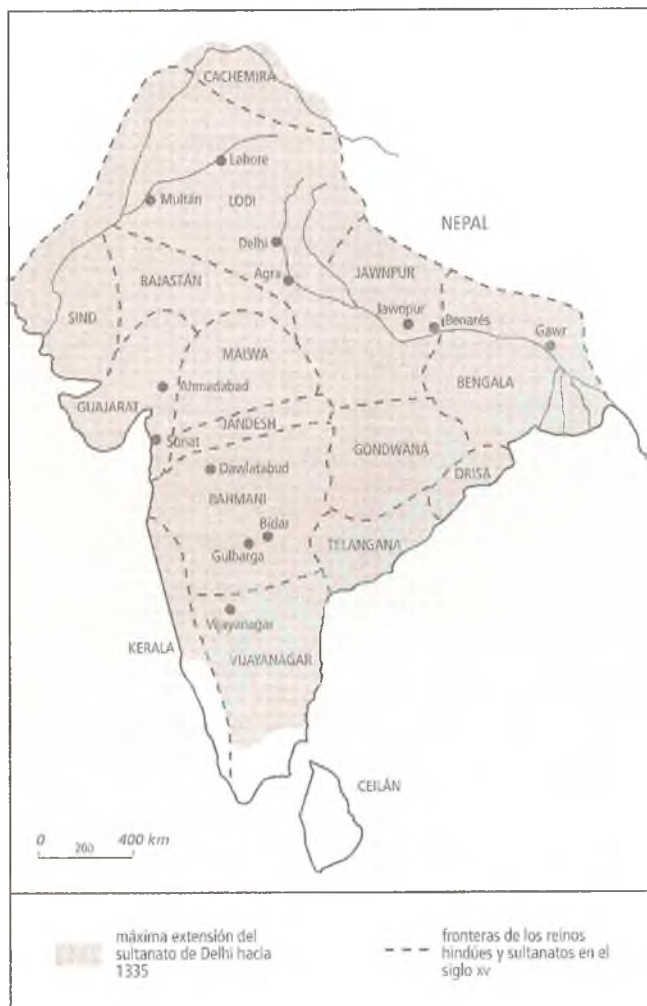 CACHEMIRA
Lahore
Multán
LODI
NEPAL
Delhi
JAWNPUR
Agra
RAJASTÁN
Jawnpur
Benarés
SIND
Gawr
MALWA
Ahmedabad
BENGALA
GUAJARAT
JANDESH
Surat
GONDWANA
Dawlatabud
DRISA
BAHMANI
Bidar
TELANGANA
Gulbarga
Vijayanagar
KERALA
VIJAYANAGAR
CEILÁN
0 400 km
200
máxima extensión del
sultanato de Delhi hacia
1335
fronteras de los reinos
hindúes y sultanatos en el
siglo XV